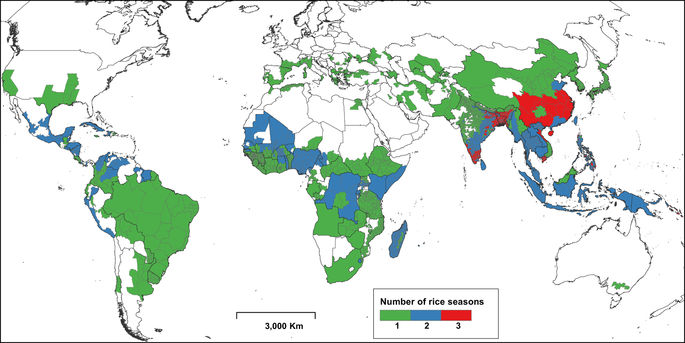 3,000 Km
Number of rice seasons
1 2 3